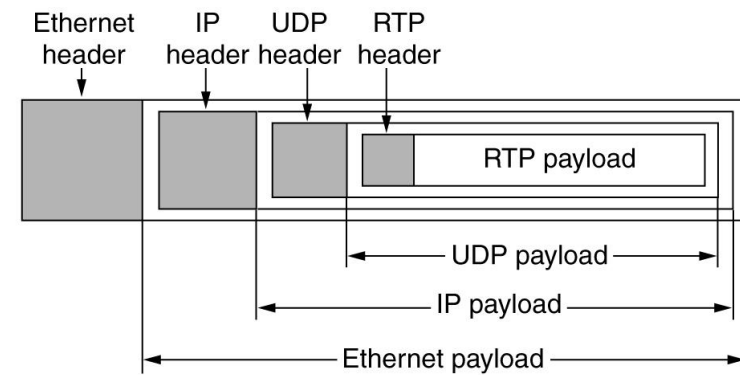 Ethernet IP UDP RTP
header header header header
RTP payload
UDP payload
IP payload
Ethernet payload